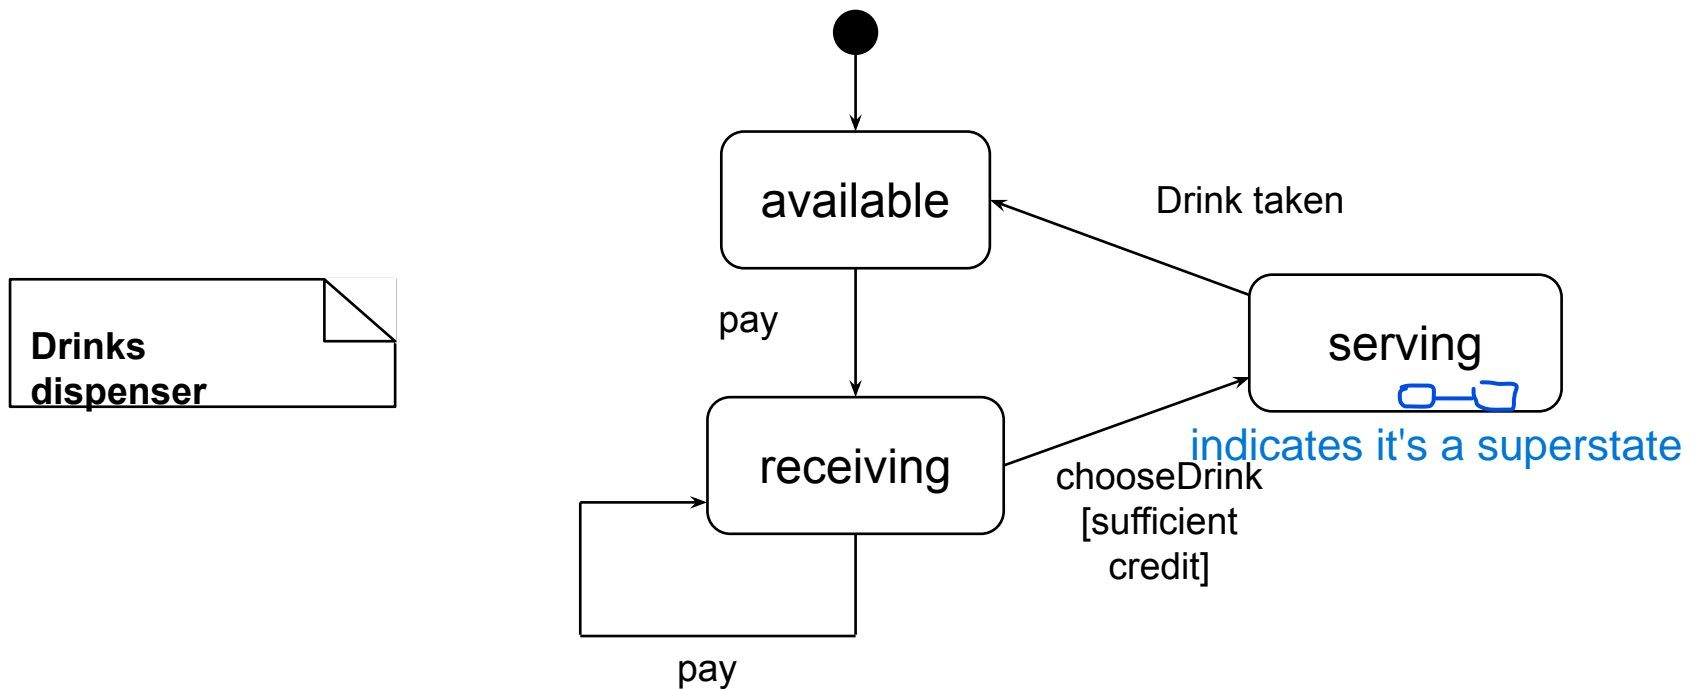 available
Drink taken
pay
Drinks
dispenser
serving
indicates it's a superstate
receiving
chooseDrink
[sufficient
credit]
pay